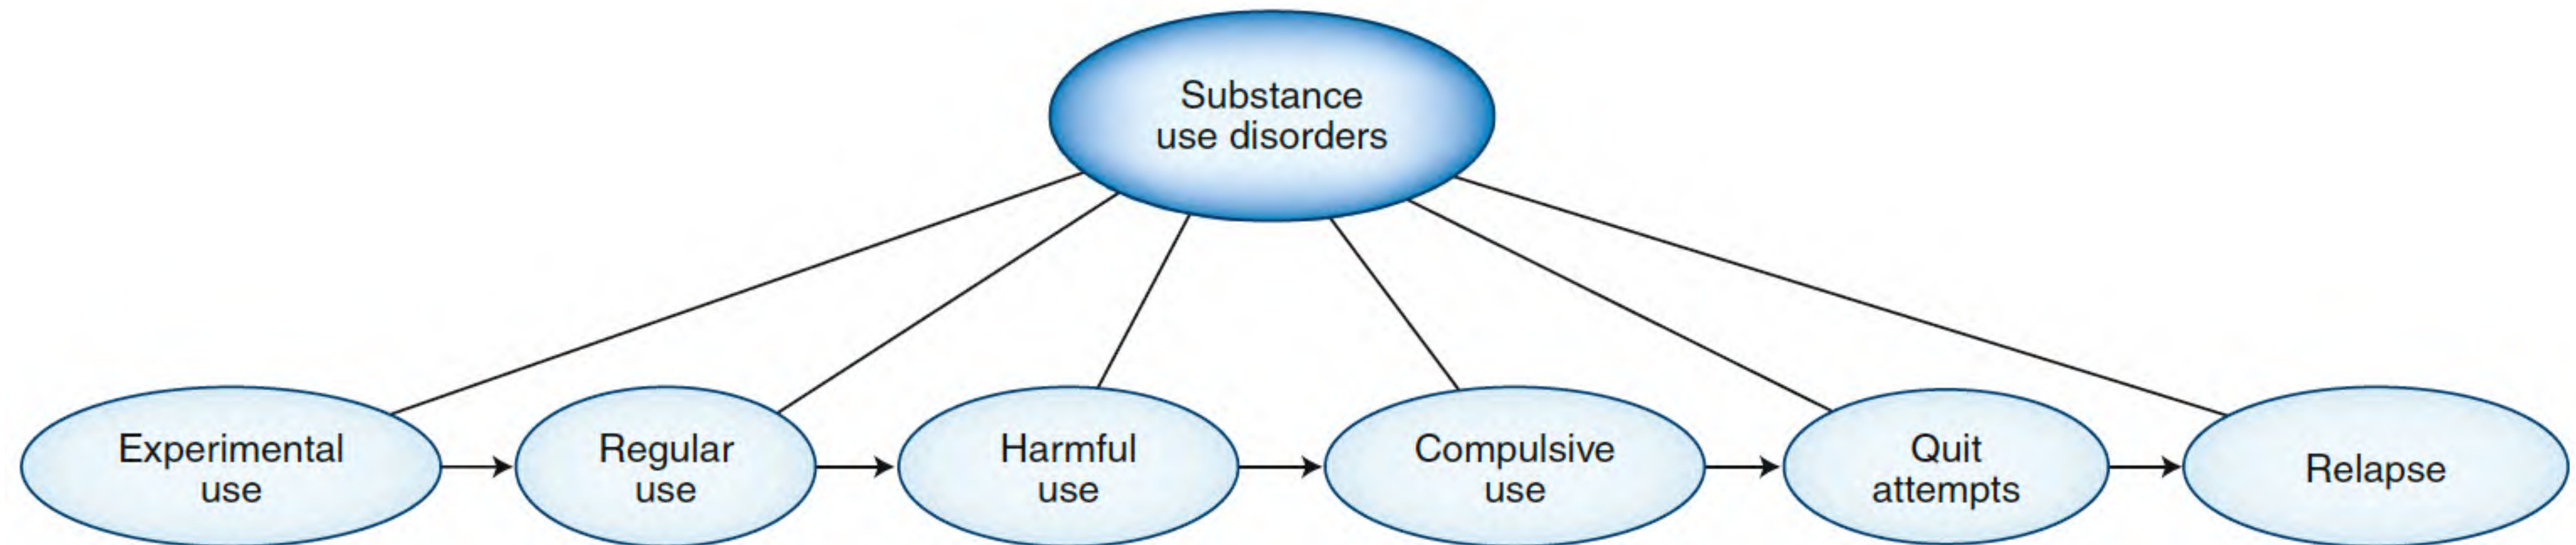 Substance
use disorders
Experimental
use
Regular
use
Harmful
use
Compulsive
use
Quit
attempts
Relapse